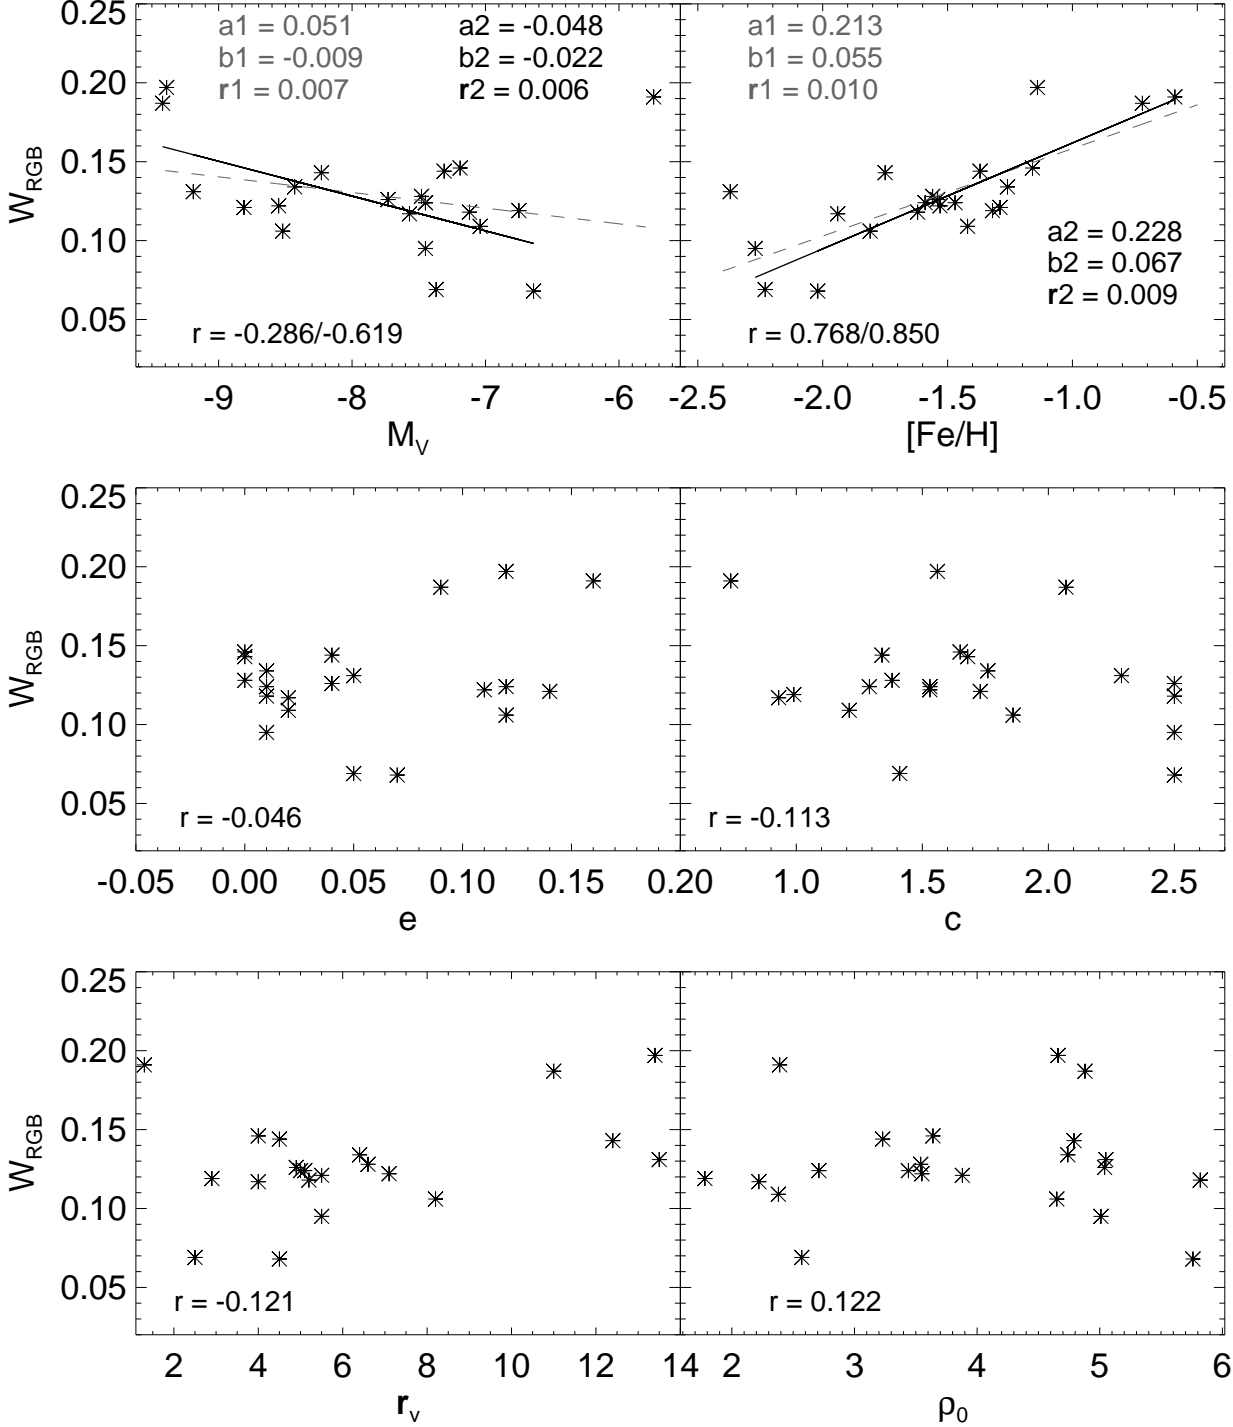 0.25
0.20
0.15
0.10
0.05
W_RGB
a1 = 0.051
b1 = -0.009
r1 = 0.007
a2 = -0.048
b2 = -0.022
r2 = 0.006
r = -0.286/-0.619
-9 -8 -7 -6
M_V
a1 = 0.213
b1 = 0.055
r1 = 0.010
a2 = 0.228
b2 = 0.067
r2 = 0.009
r = 0.768/0.850
-2.5 -2.0 -1.5 -1.0 -0.5
[Fe/H]
0.25
0.20
0.15
0.10
0.05
W_RGB
r = -0.046
-0.05 0.00 0.05 0.10 0.15 0.20
e
r = -0.113
1.0 1.5 2.0 2.5
c
0.25
0.20
0.15
0.10
0.05
W_RGB
r = -0.121
2 4 6 8 10 12 14
r_v
r = 0.122
2 3 4 5 6
ρ_0